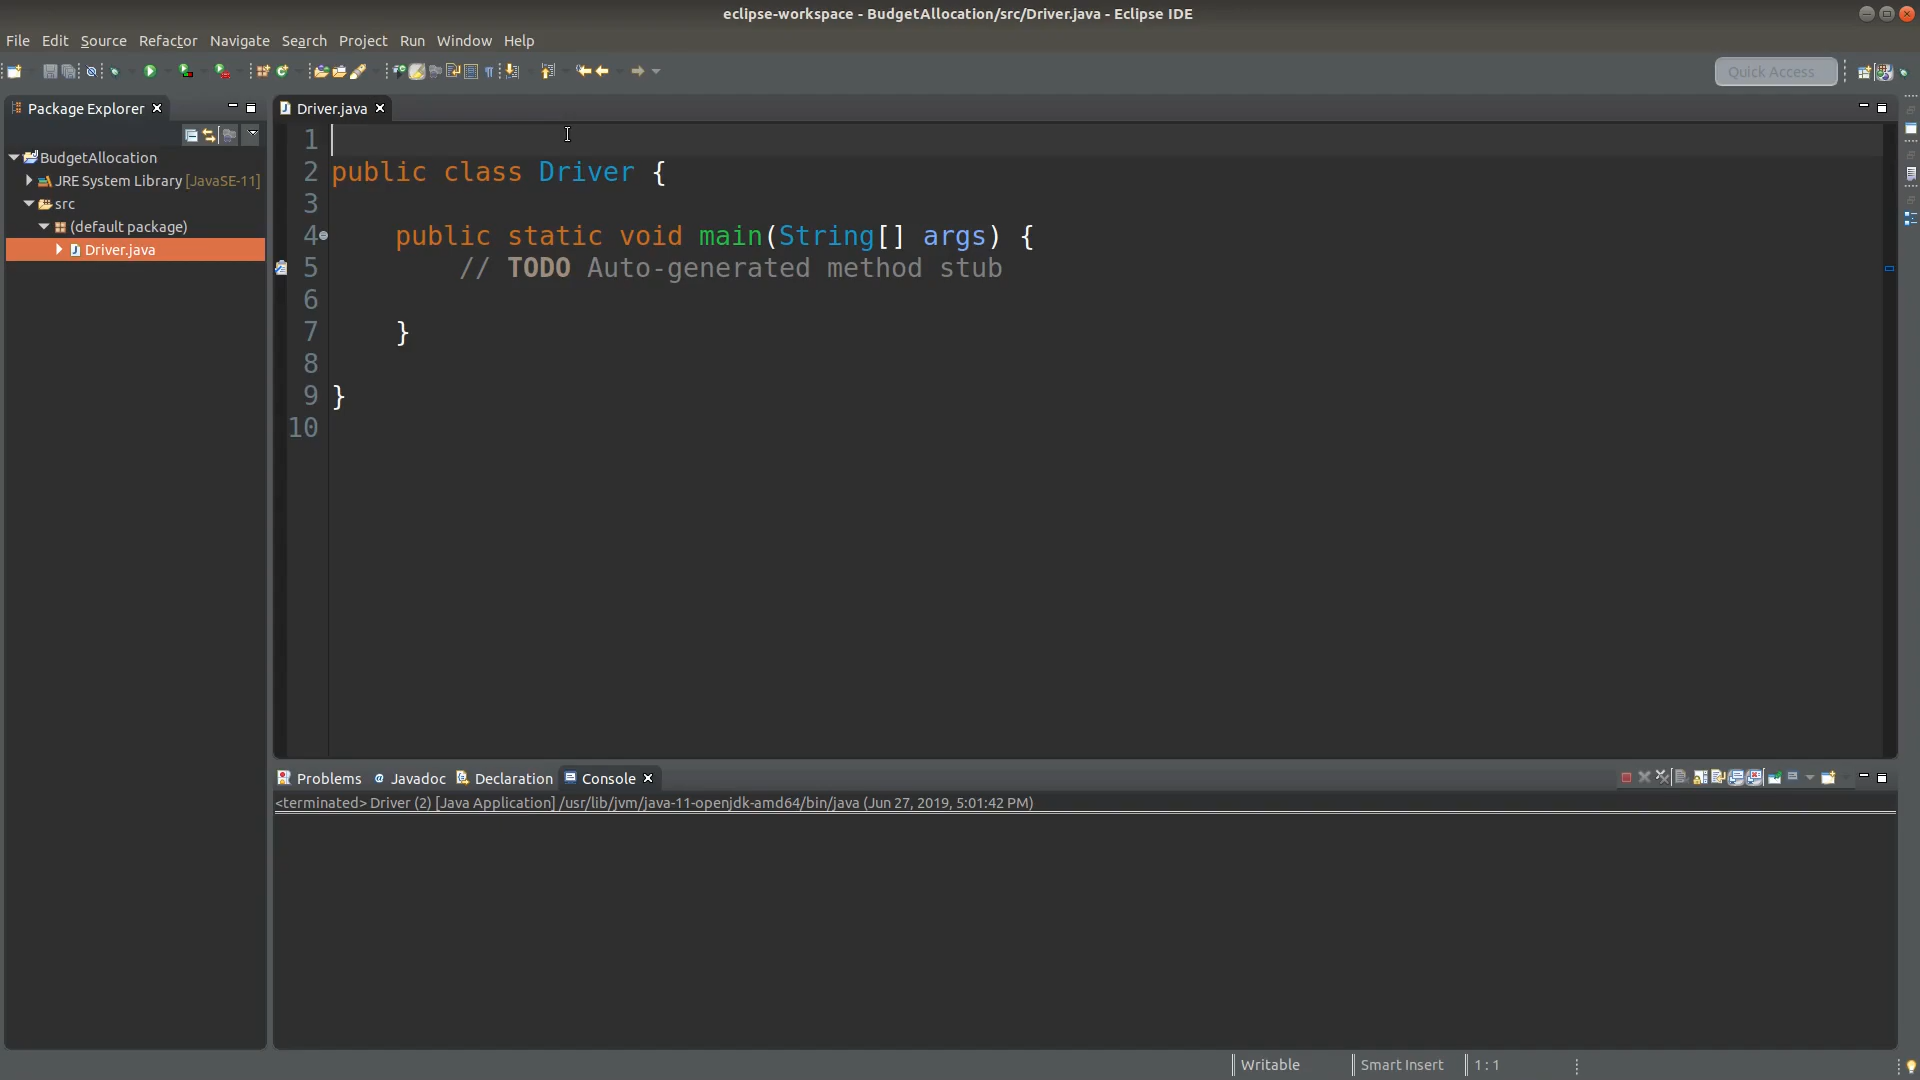 eclipse-workspace - BudgetAllocation/src/Driver.java - Eclipse IDE
File Edit Source Refactor Navigate Search Project Run Window Help
Quick Access
Package Explorer
Driver.java
BudgetAllocation
JRE System Library [JavaSE-11]
src
(default package)
Driver.java
1
2 public class Driver {
3
4 public static void main(String[] args) {
5 // TODO Auto-generated method stub
6
7 }
8
9 }
10
Problems Javadoc Declaration Console
<terminated> Driver (2) [Java Application] /usr/lib/jvm/java-11-openjdk-amd64/bin/java (Jun 27, 2019, 5:01:42 PM)
Writable Smart Insert 1 : 1